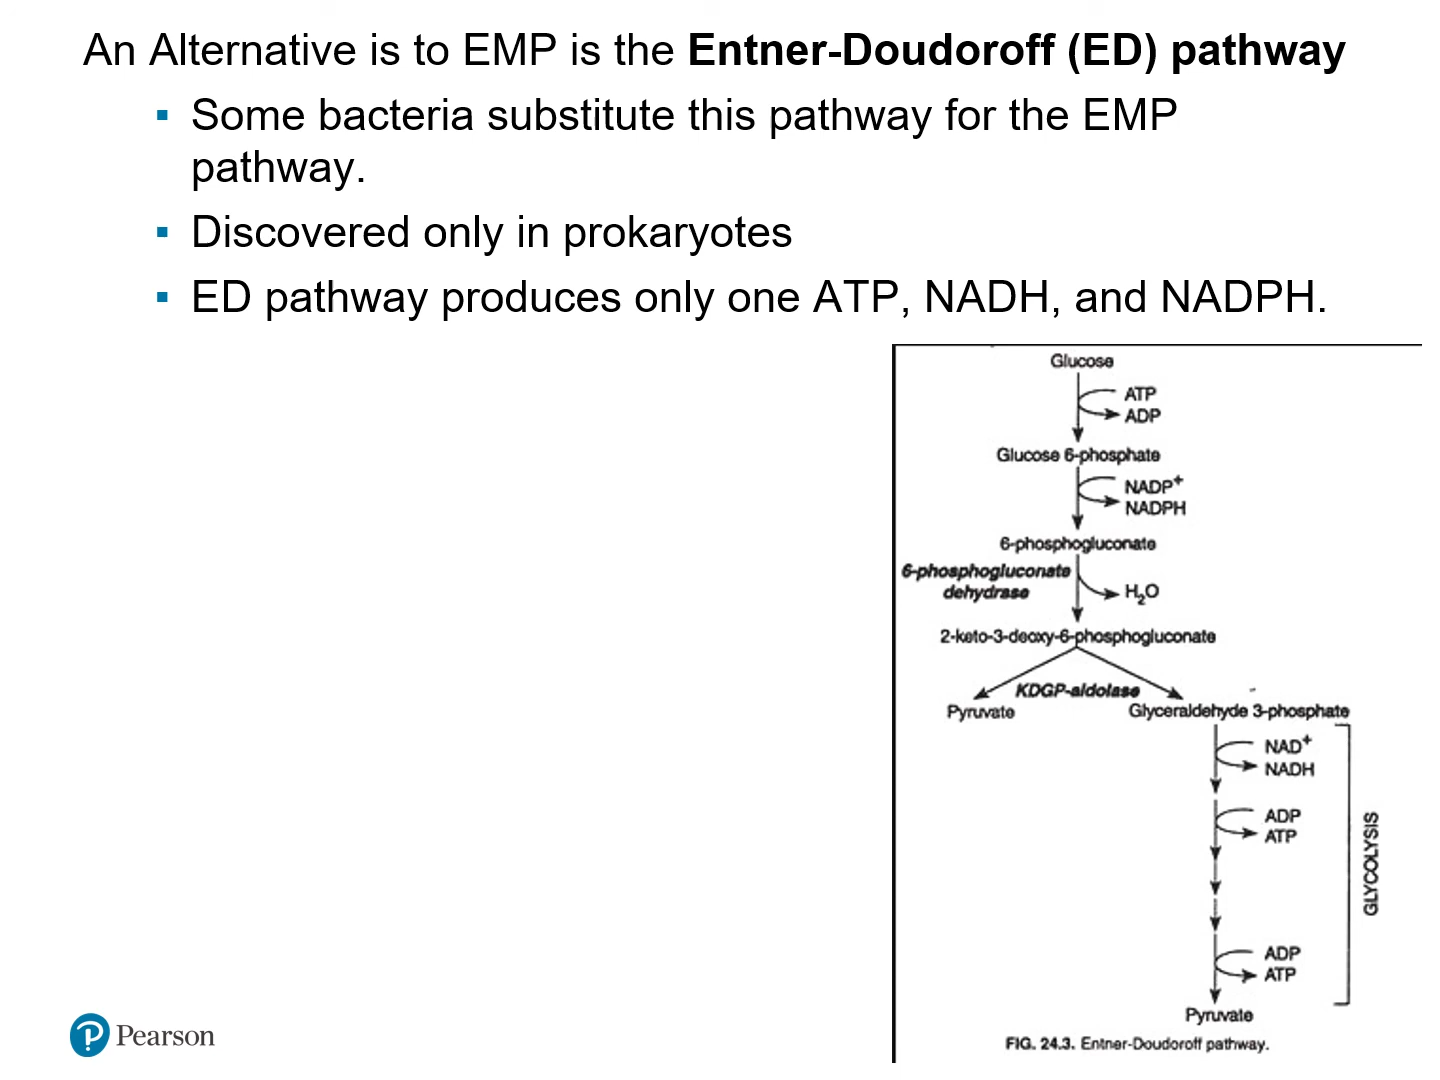 An Alternative is to EMP is the Entner-Doudoroff (ED) pathway
▪ Some bacteria substitute this pathway for the EMP
pathway.
▪ Discovered only in prokaryotes
▪ ED pathway produces only one ATP, NADH, and NADPH.
Glucose
ATP
ADP
Glucose 6-phosphate
NADP+
NADPH
6-phosphogluconate
6-phosphogluconate
dehydrase
H2O
2-keto-3-deoxy-6-phosphogluconate
KDGP-aldolase
Pyruvate
Glyceraldehyde 3-phosphate
NAD+
NADH
ADP
ATP
GLYCOLYSIS
ADP
ATP
Pyruvate
FIG. 24.3. Entner-Doudoroff pathway.
P Pearson